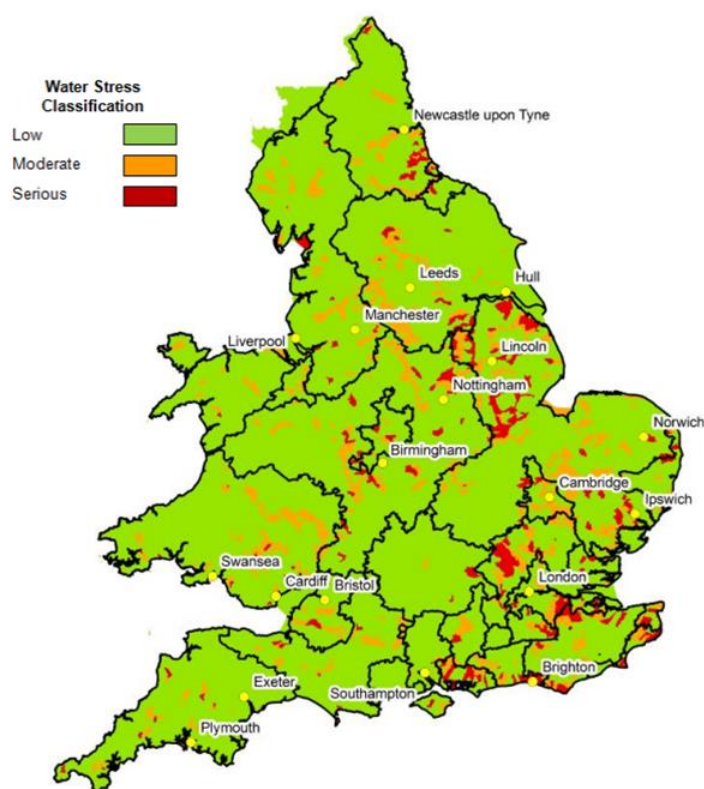 Water Stress
Classification
Low
Moderate
Serious
Newcastle upon Tyne
Leeds
Hull
Manchester
Liverpool
Lincoln
Nottingham
Norwich
Birmingham
Cambridge
Ipswich
Swansea
Cardiff
Bristol
London
Brighton
Southampton
Exeter
Plymouth